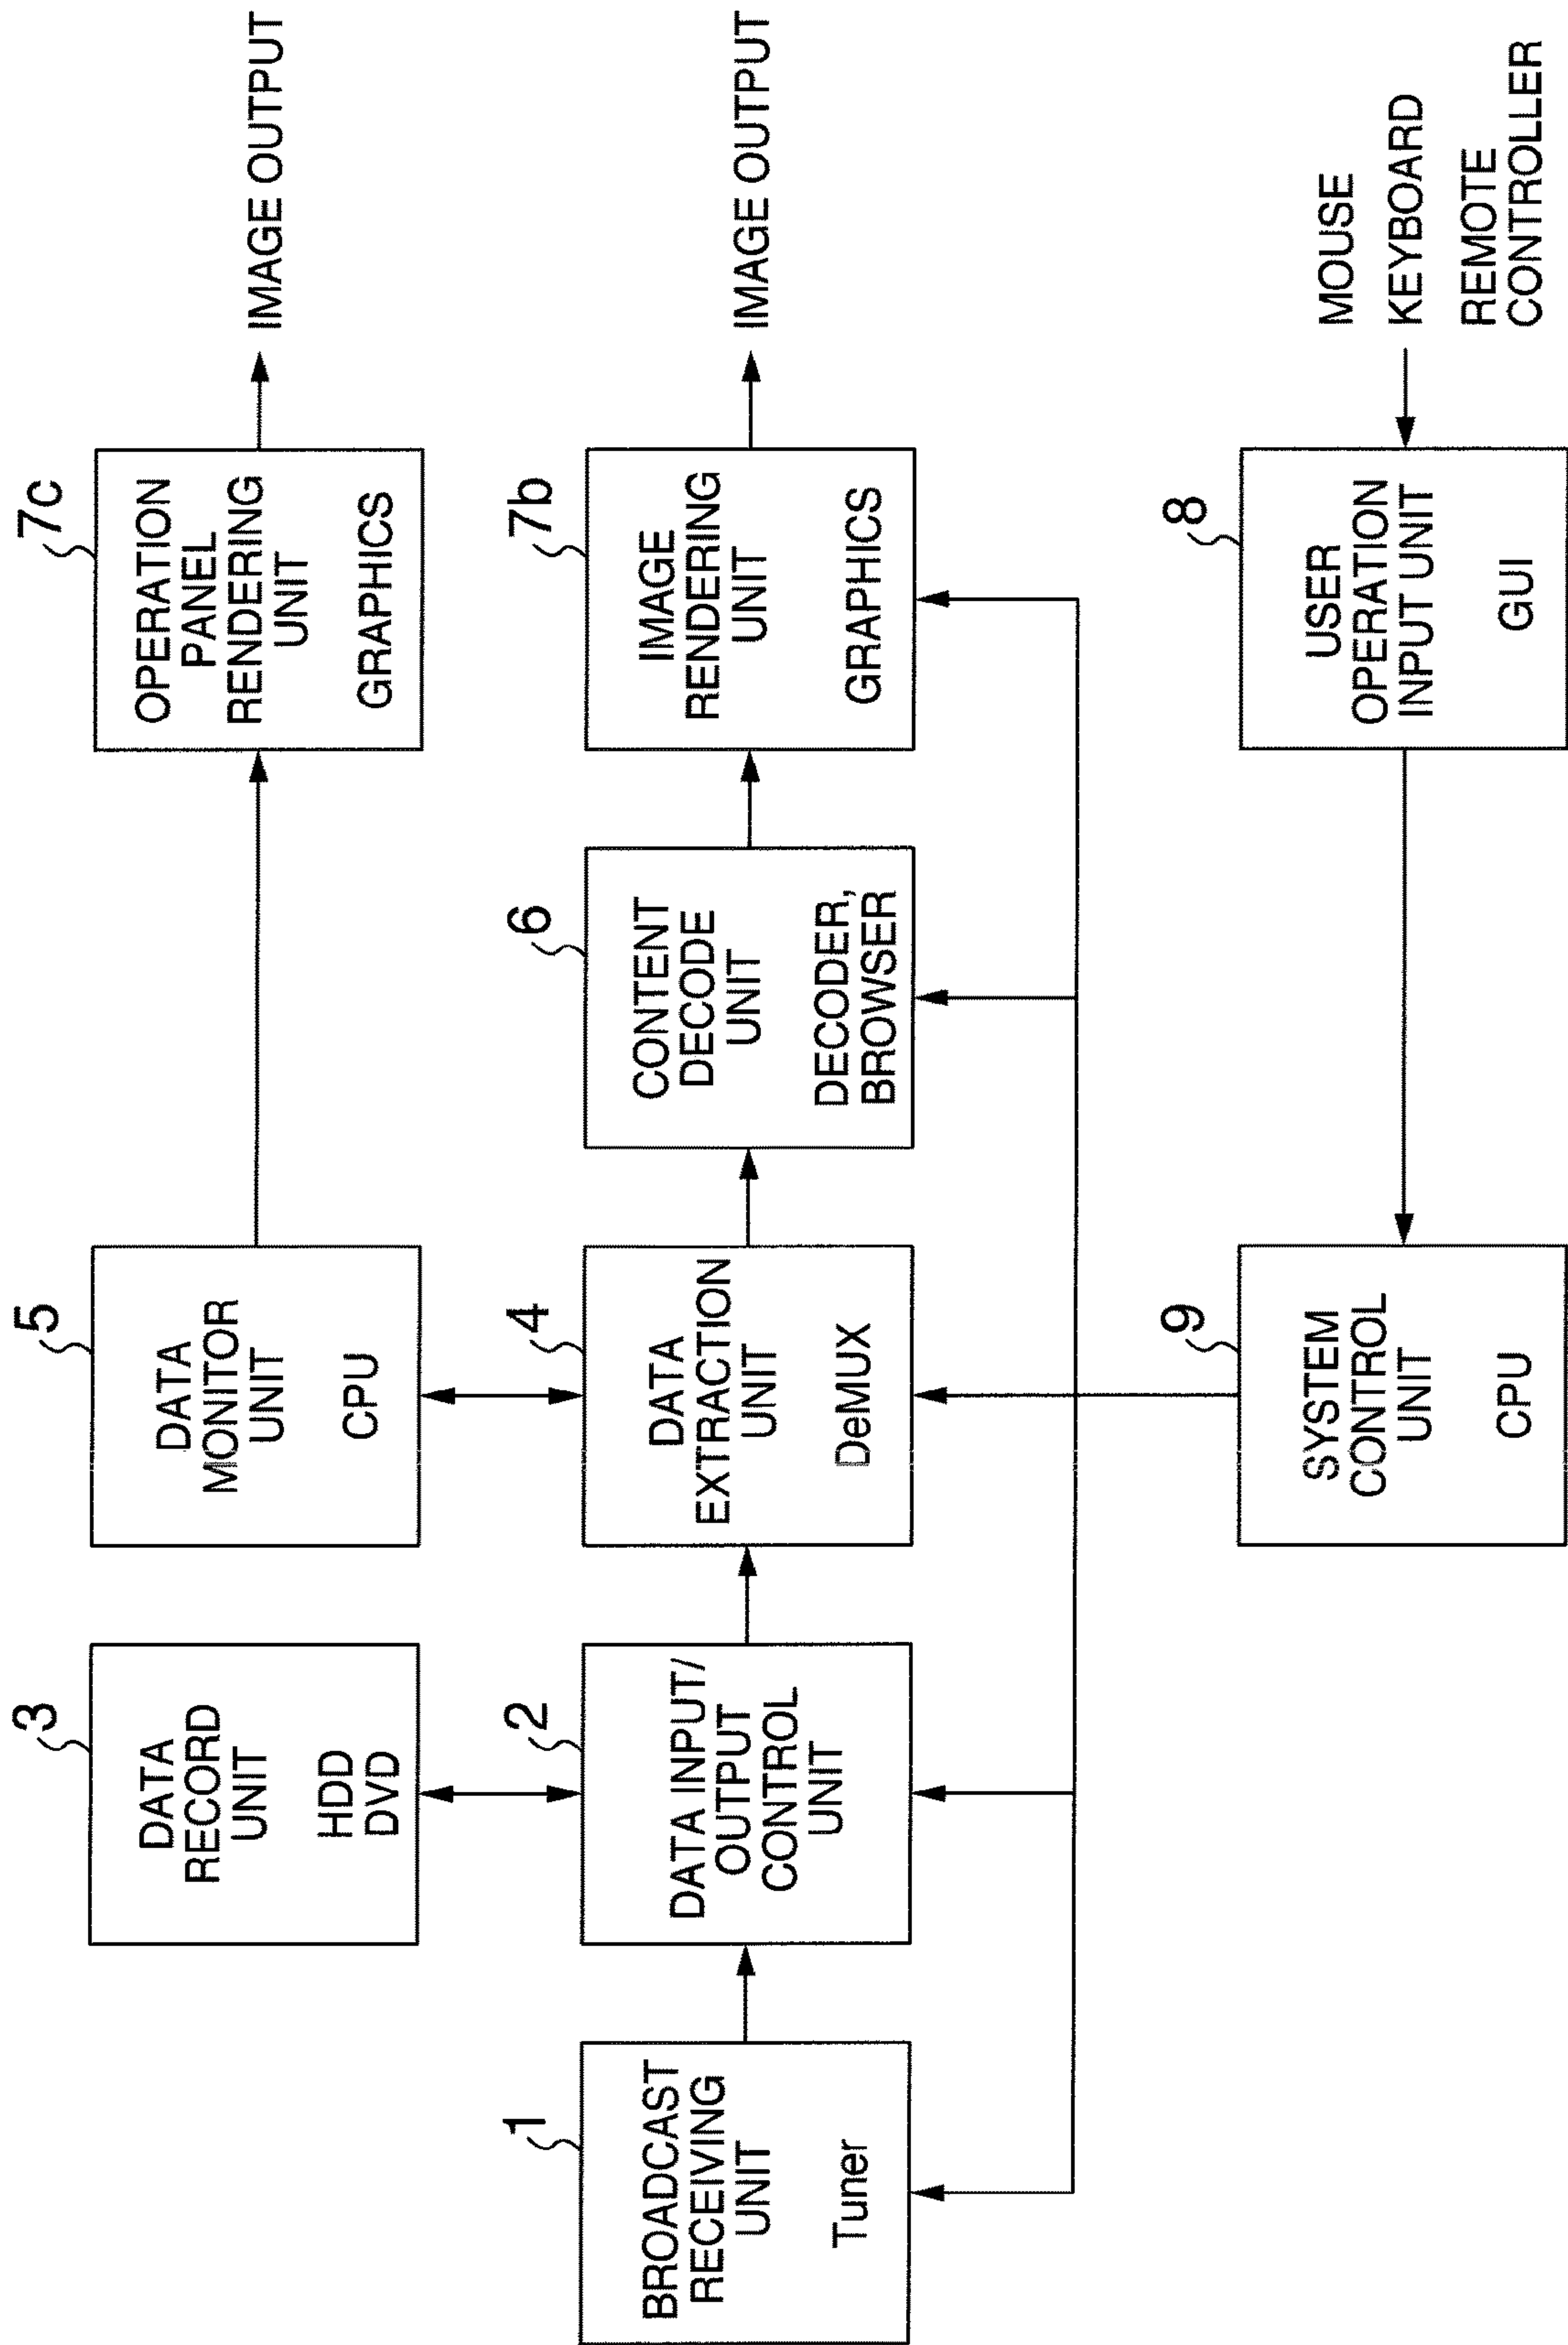 3
DATA
RECORD
UNIT
HDD
DVD
5
DATA
MONITOR
UNIT
CPU
7c
OPERATION
PANEL
RENDERING
UNIT
GRAPHICS
IMAGE OUTPUT
1
BROADCAST
RECEIVING
UNIT
Tuner
2
DATA INPUT/
OUTPUT
CONTROL
UNIT
4
DATA
EXTRACTION
UNIT
DeMUX
6
CONTENT
DECODE
UNIT
DECODER,
BROWSER
7b
IMAGE
RENDERING
UNIT
GRAPHICS
IMAGE OUTPUT
9
SYSTEM
CONTROL
UNIT
CPU
8
USER
OPERATION
INPUT UNIT
GUI
MOUSE
KEYBOARD
REMOTE
CONTROLLER